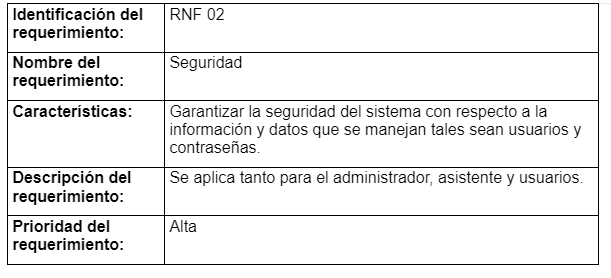 Identificación del
requerimiento:
RNF 02
Nombre del
requerimiento:
Seguridad
Características:
Garantizar la seguridad del sistema con respecto a la
información y datos que se manejan tales sean usuarios y
contraseñas.
Descripción del
requerimiento:
Se aplica tanto para el administrador, asistente y usuarios.
Prioridad del
requerimiento:
Alta